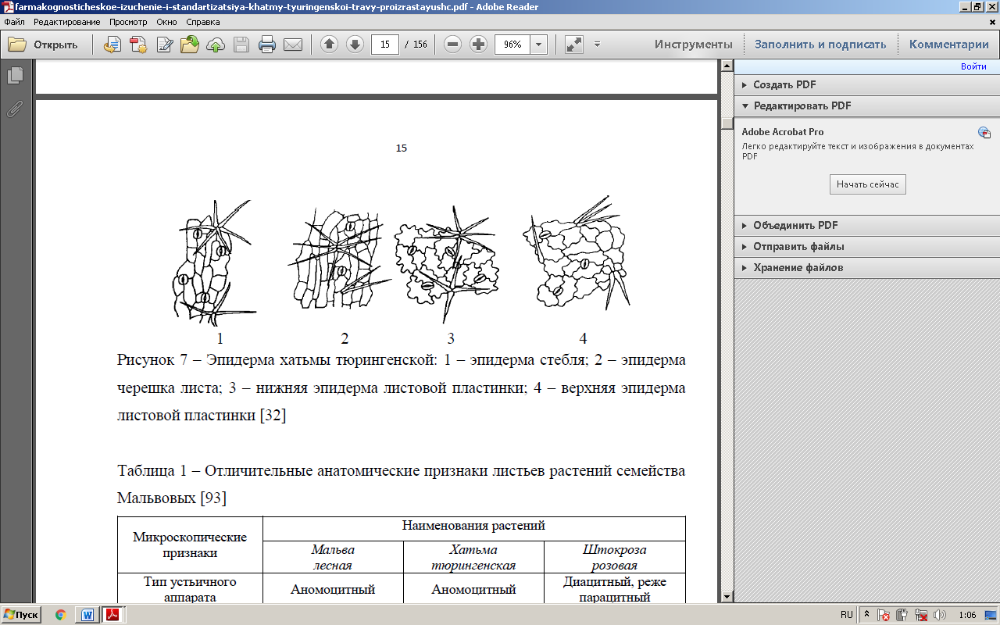 farmakognosticheskoe-izuchenie-i-standartizatsiya-khatmy-tyuringenskoi-travy-proizrastayushc.pdf - Adobe Reader
Файл Редактирование Просмотр Окно Справка
Открыть 15 / 156 96% Инструменты Заполнить и подписать Комментарии
Войти
Создать PDF
Редактировать PDF
Adobe Acrobat Pro
Легко редактируйте текст и изображения в документах
PDF
Начать сейчас
Объединить PDF
Отправить файлы
Хранение файлов
15
1 2 3 4
Рисунок 7 – Эпидерма хатьмы тюрингенской: 1 – эпидерма стебля; 2 – эпидерма
черешка листа; 3 – нижняя эпидерма листовой пластинки; 4 – верхняя эпидерма
листовой пластинки [32]
Таблица 1 – Отличительные анатомические признаки листьев растений семейства
Мальвовых [93]
Микроскопические
признаки
Наименования растений
Мальва
лесная
Хатьма
тюрингенская
Штокроза
розовая
Тип устьичного
аппарата
Аномоцитный
Аномоцитный
Диацитный, реже
парацитный
Пуск RU 1:06